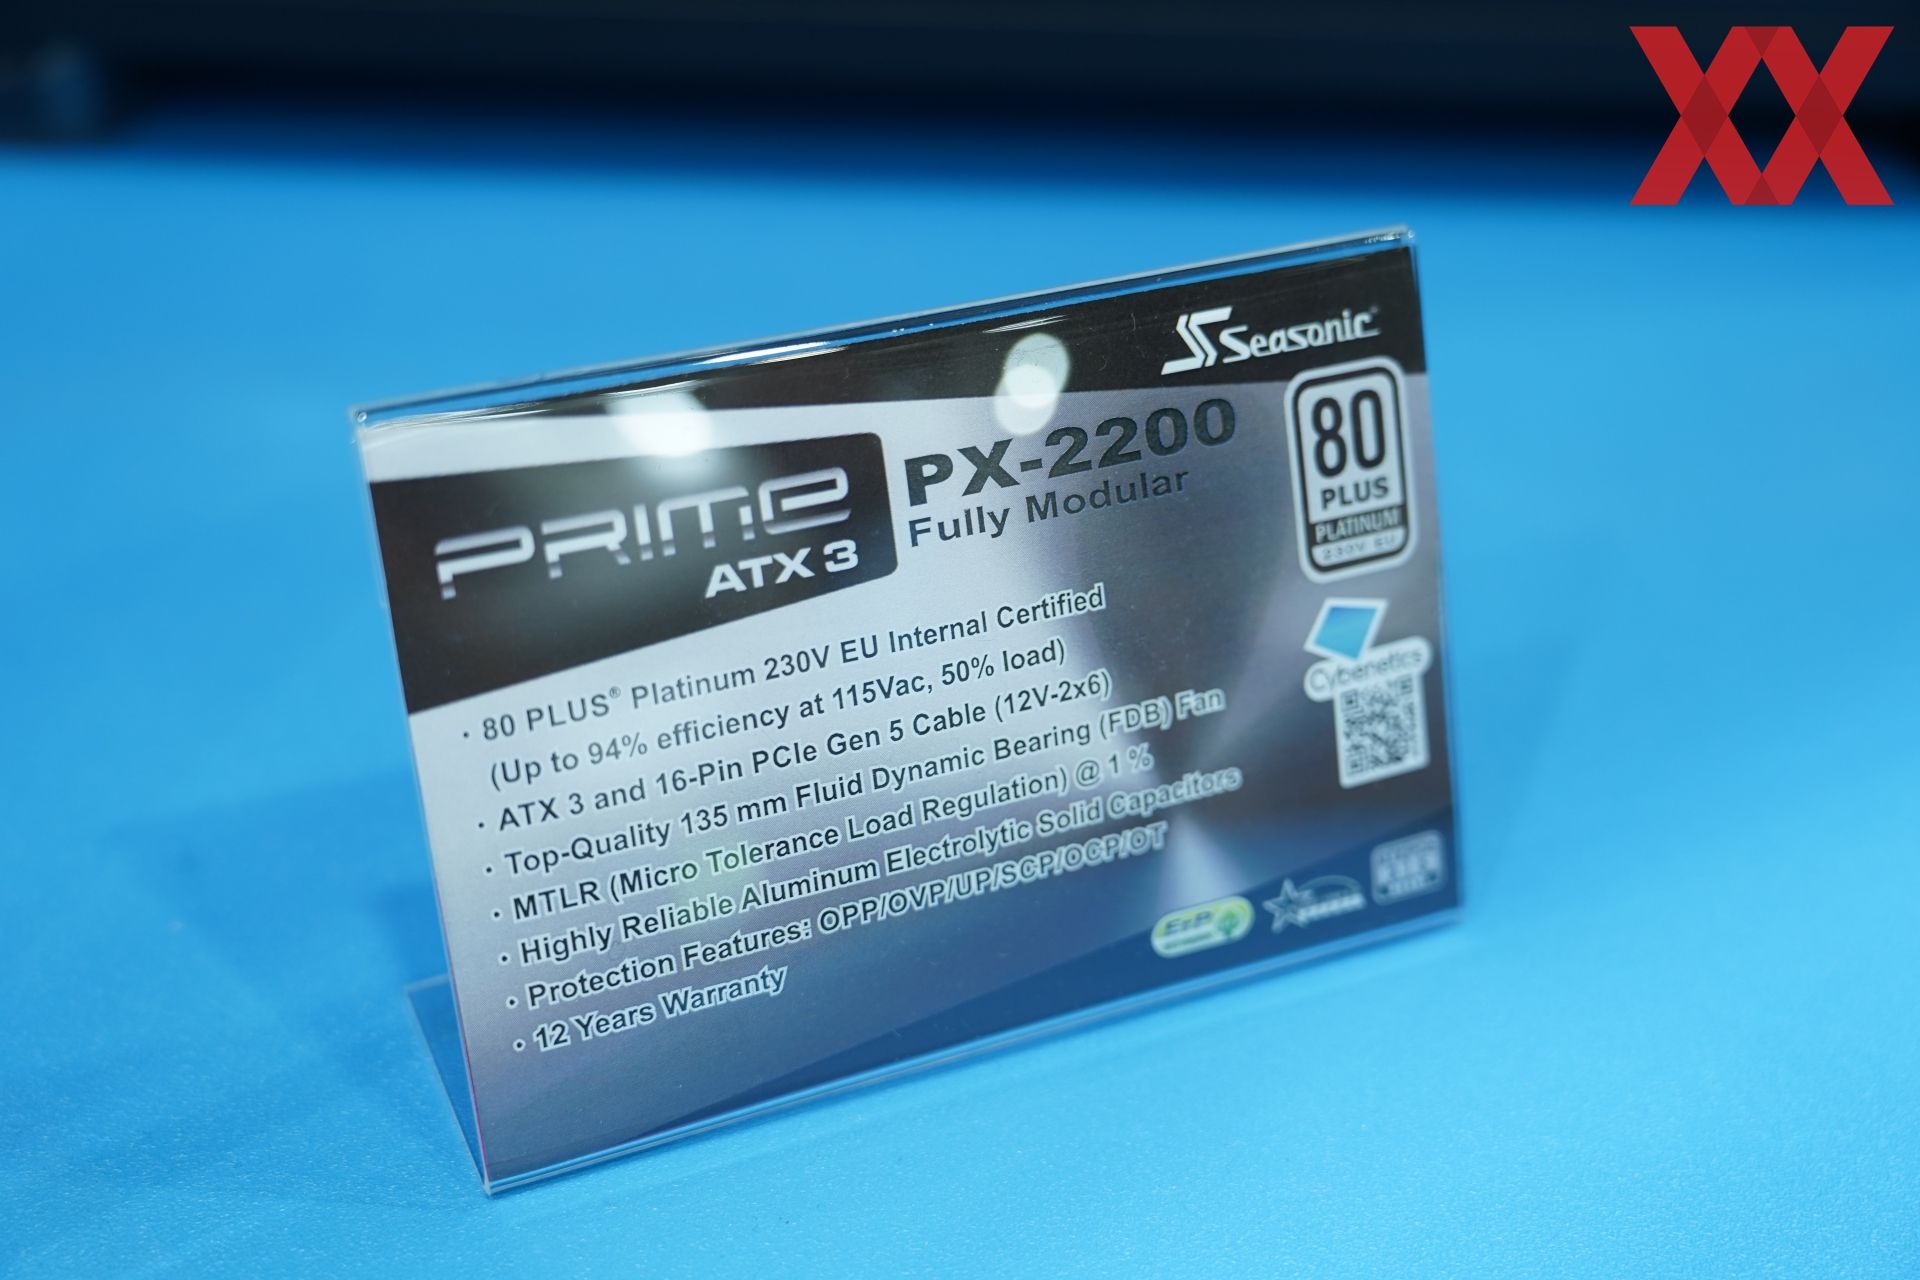 Seasonic
PRIME
ATX 3
PX-2200
Fully Modular
80
PLUS
PLATINUM
230V EU
Cybenetics
· 80 PLUS® Platinum 230V EU Internal Certified
(Up to 94% efficiency at 115Vac, 50% load)
· ATX 3 and 16-Pin PCIe Gen 5 Cable (12V-2x6)
· Top-Quality 135 mm Fluid Dynamic Bearing (FDB) Fan
· MTLR (Micro Tolerance Load Regulation) @ 1 %
· Highly Reliable Aluminum Electrolytic Solid Capacitors
· Protection Features: OPP/OVP/UP/SCP/OCP/OT
· 12 Years Warranty
ErP